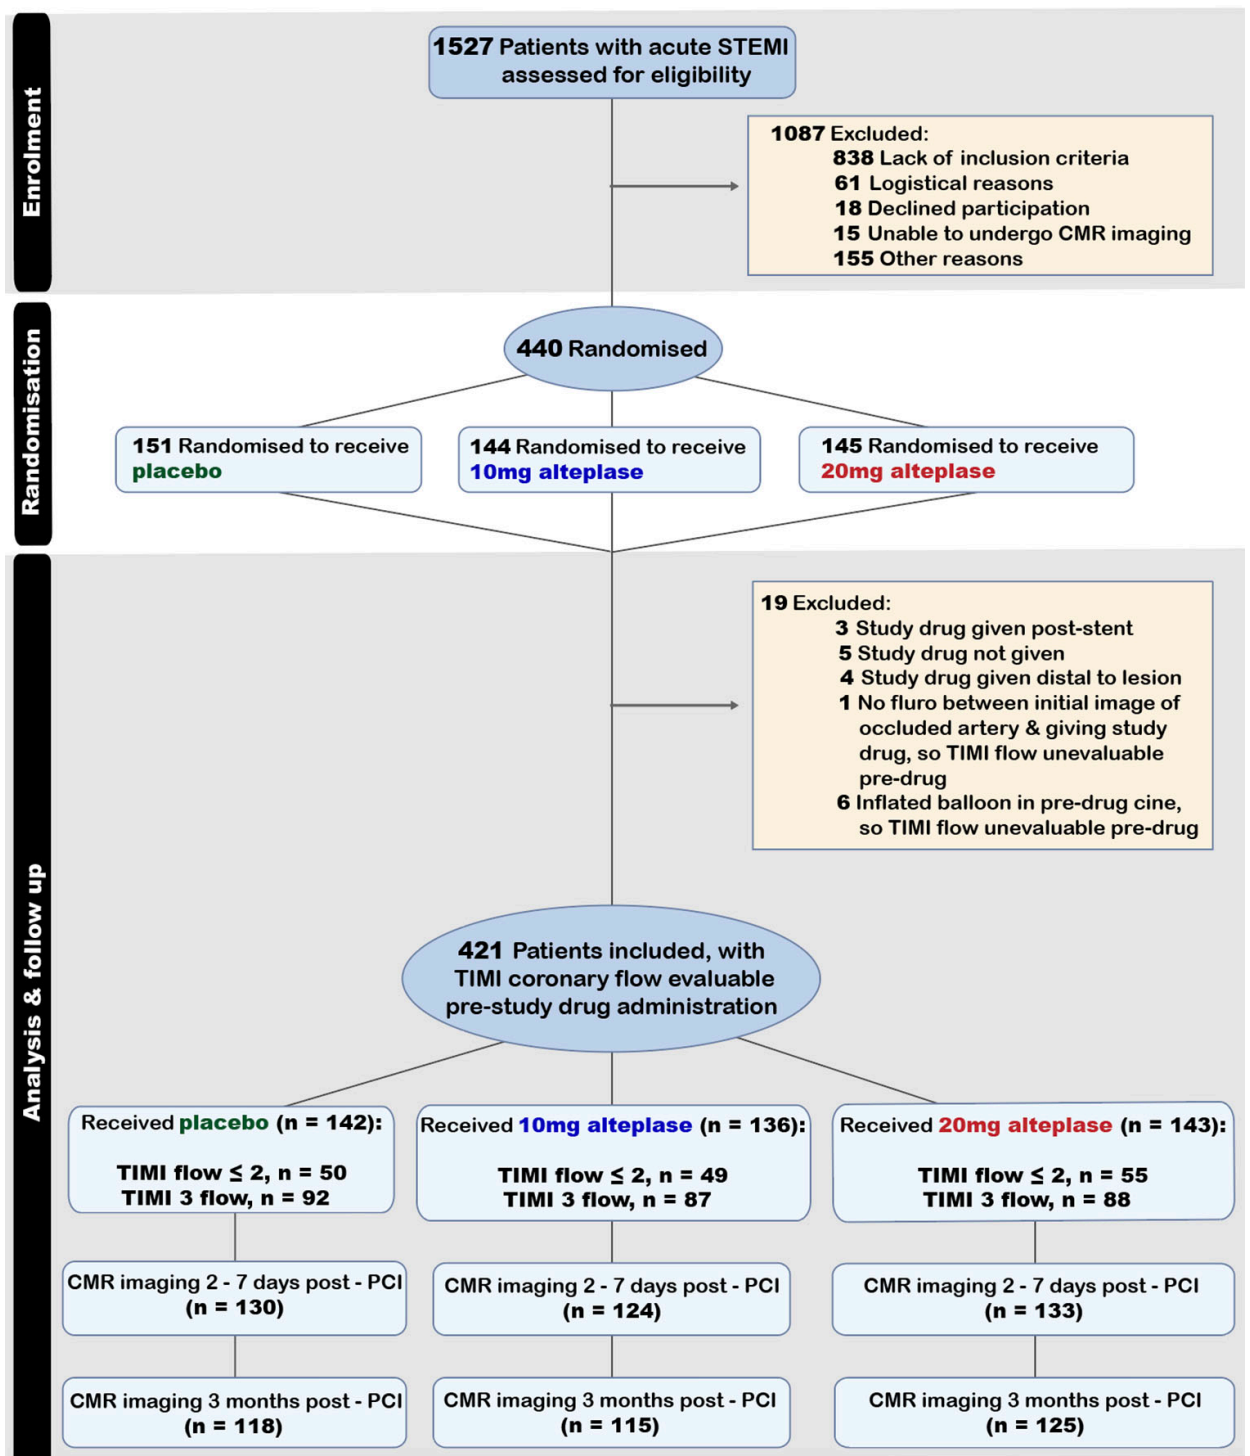 Enrolment
1527 Patients with acute STEMI
assessed for eligibility
1087 Excluded:
838 Lack of inclusion criteria
61 Logistical reasons
18 Declined participation
15 Unable to undergo CMR imaging
155 Other reasons
Randomisation
440 Randomised
151 Randomised to receive
placebo
144 Randomised to receive
10mg alteplase
145 Randomised to receive
20mg alteplase
Analysis & follow up
19 Excluded:
3 Study drug given post-stent
5 Study drug not given
4 Study drug given distal to lesion
1 No fluro between initial image of
occluded artery & giving study
drug, so TIMI flow unevaluable
pre-drug
6 Inflated balloon in pre-drug cine,
so TIMI flow unevaluable pre-drug
421 Patients included, with
TIMI coronary flow evaluable
pre-study drug administration
Received placebo (n = 142):
TIMI flow ≤ 2, n = 50
TIMI 3 flow, n = 92
Received 10mg alteplase (n = 136):
TIMI flow ≤ 2, n = 49
TIMI 3 flow, n = 87
Received 20mg alteplase (n = 143):
TIMI flow ≤ 2, n = 55
TIMI 3 flow, n = 88
CMR imaging 2 - 7 days post - PCI
(n = 130)
CMR imaging 2 - 7 days post - PCI
(n = 124)
CMR imaging 2 - 7 days post - PCI
(n = 133)
CMR imaging 3 months post - PCI
(n = 118)
CMR imaging 3 months post - PCI
(n = 115)
CMR imaging 3 months post - PCI
(n = 125)